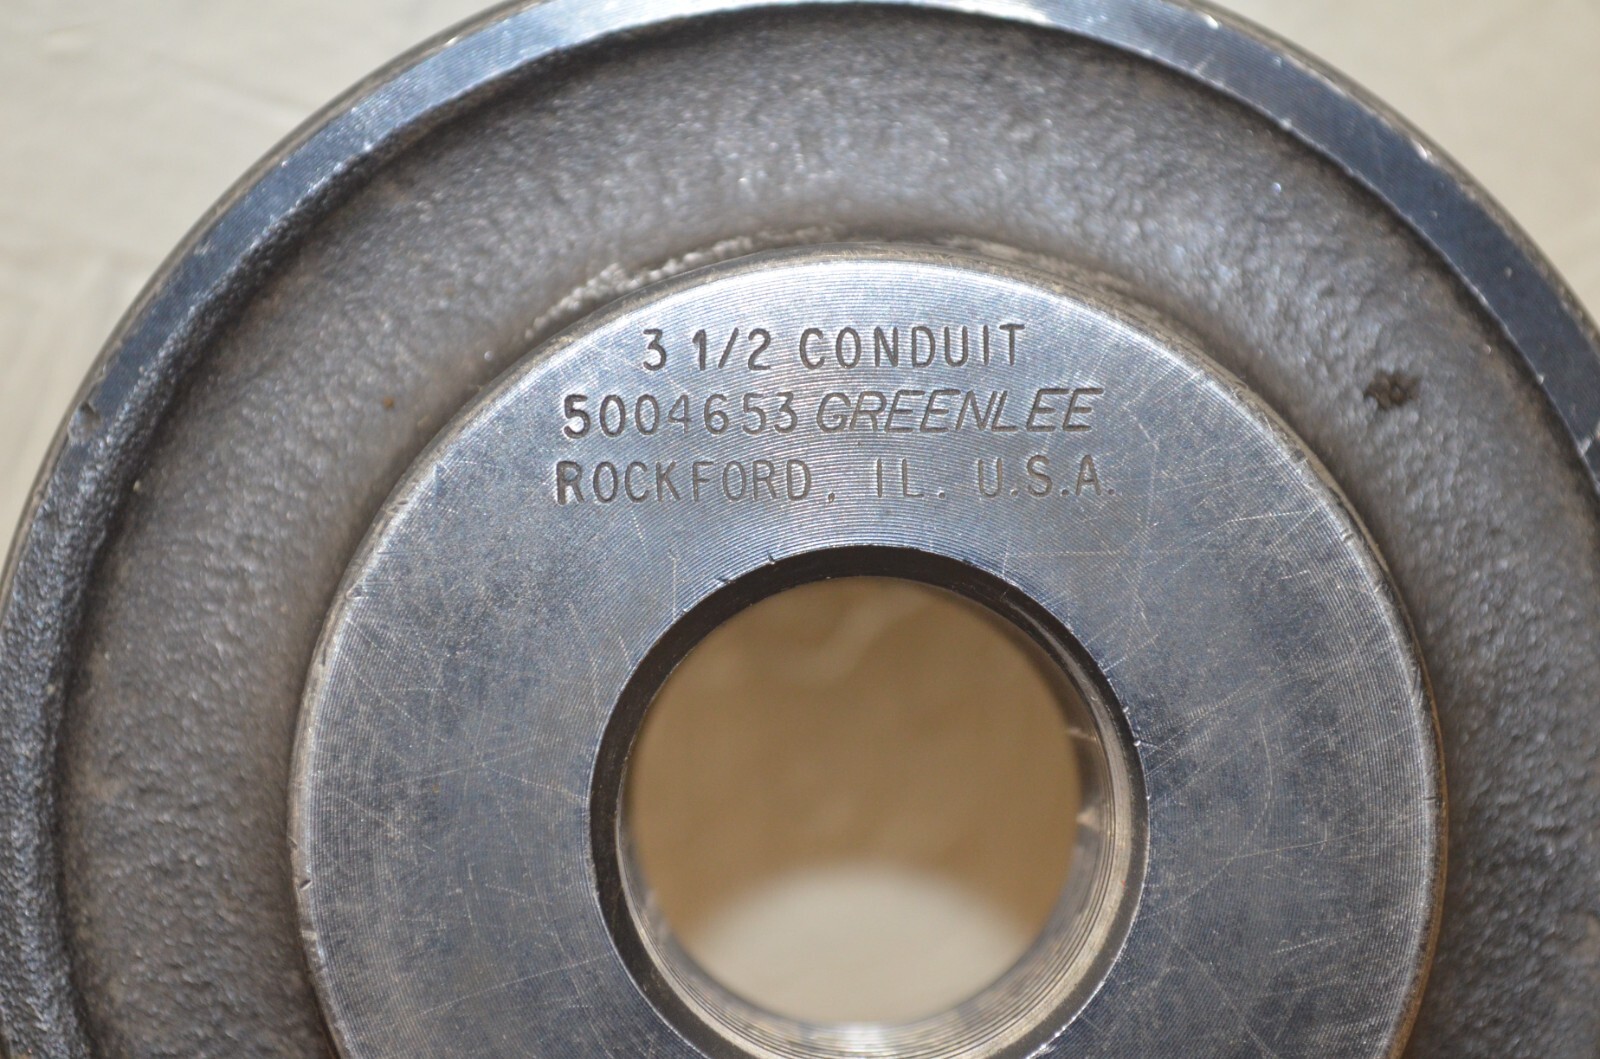 3 1/2 CONDUIT
5004653 GREENLEE
ROCKFORD, IL. U.S.A.